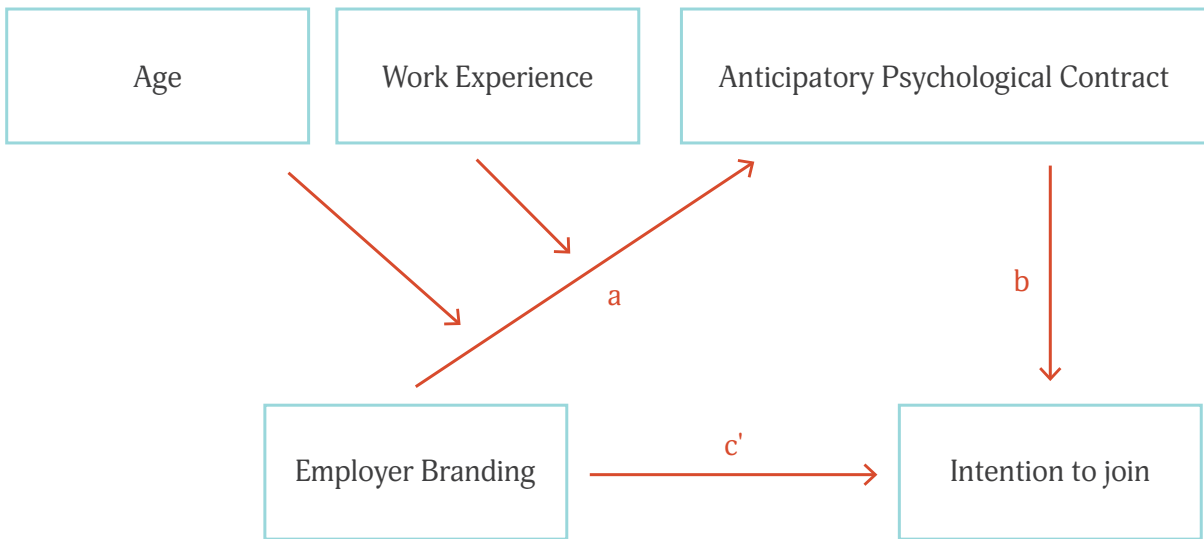 Age
Work Experience
Anticipatory Psychological Contract
a
b
c'
Employer Branding
Intention to join